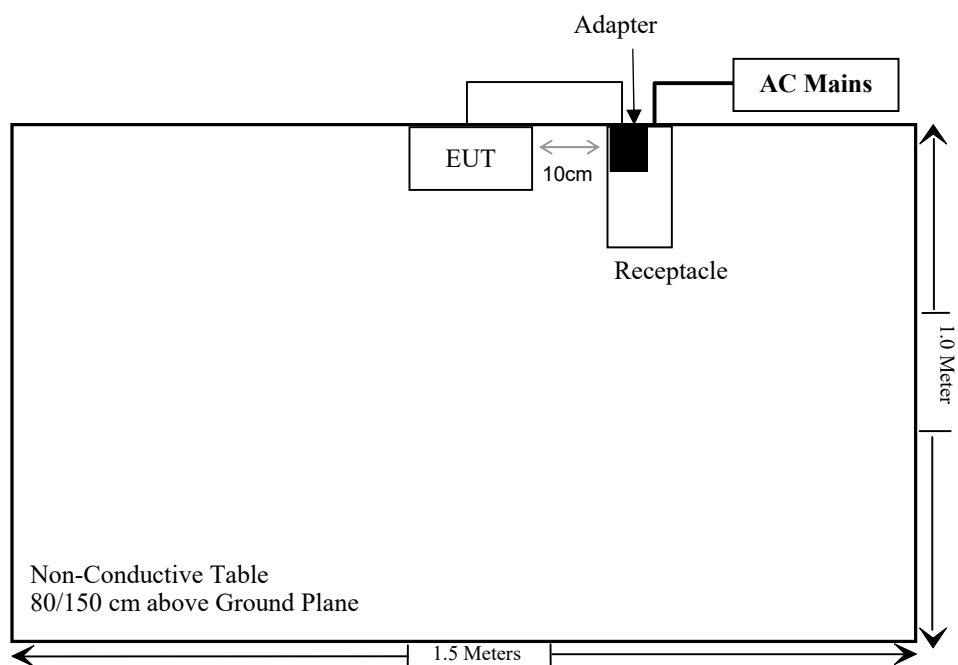 Adapter
AC Mains
EUT
10cm
Receptacle
1.0 Meter
Non-Conductive Table
80/150 cm above Ground Plane
1.5 Meters